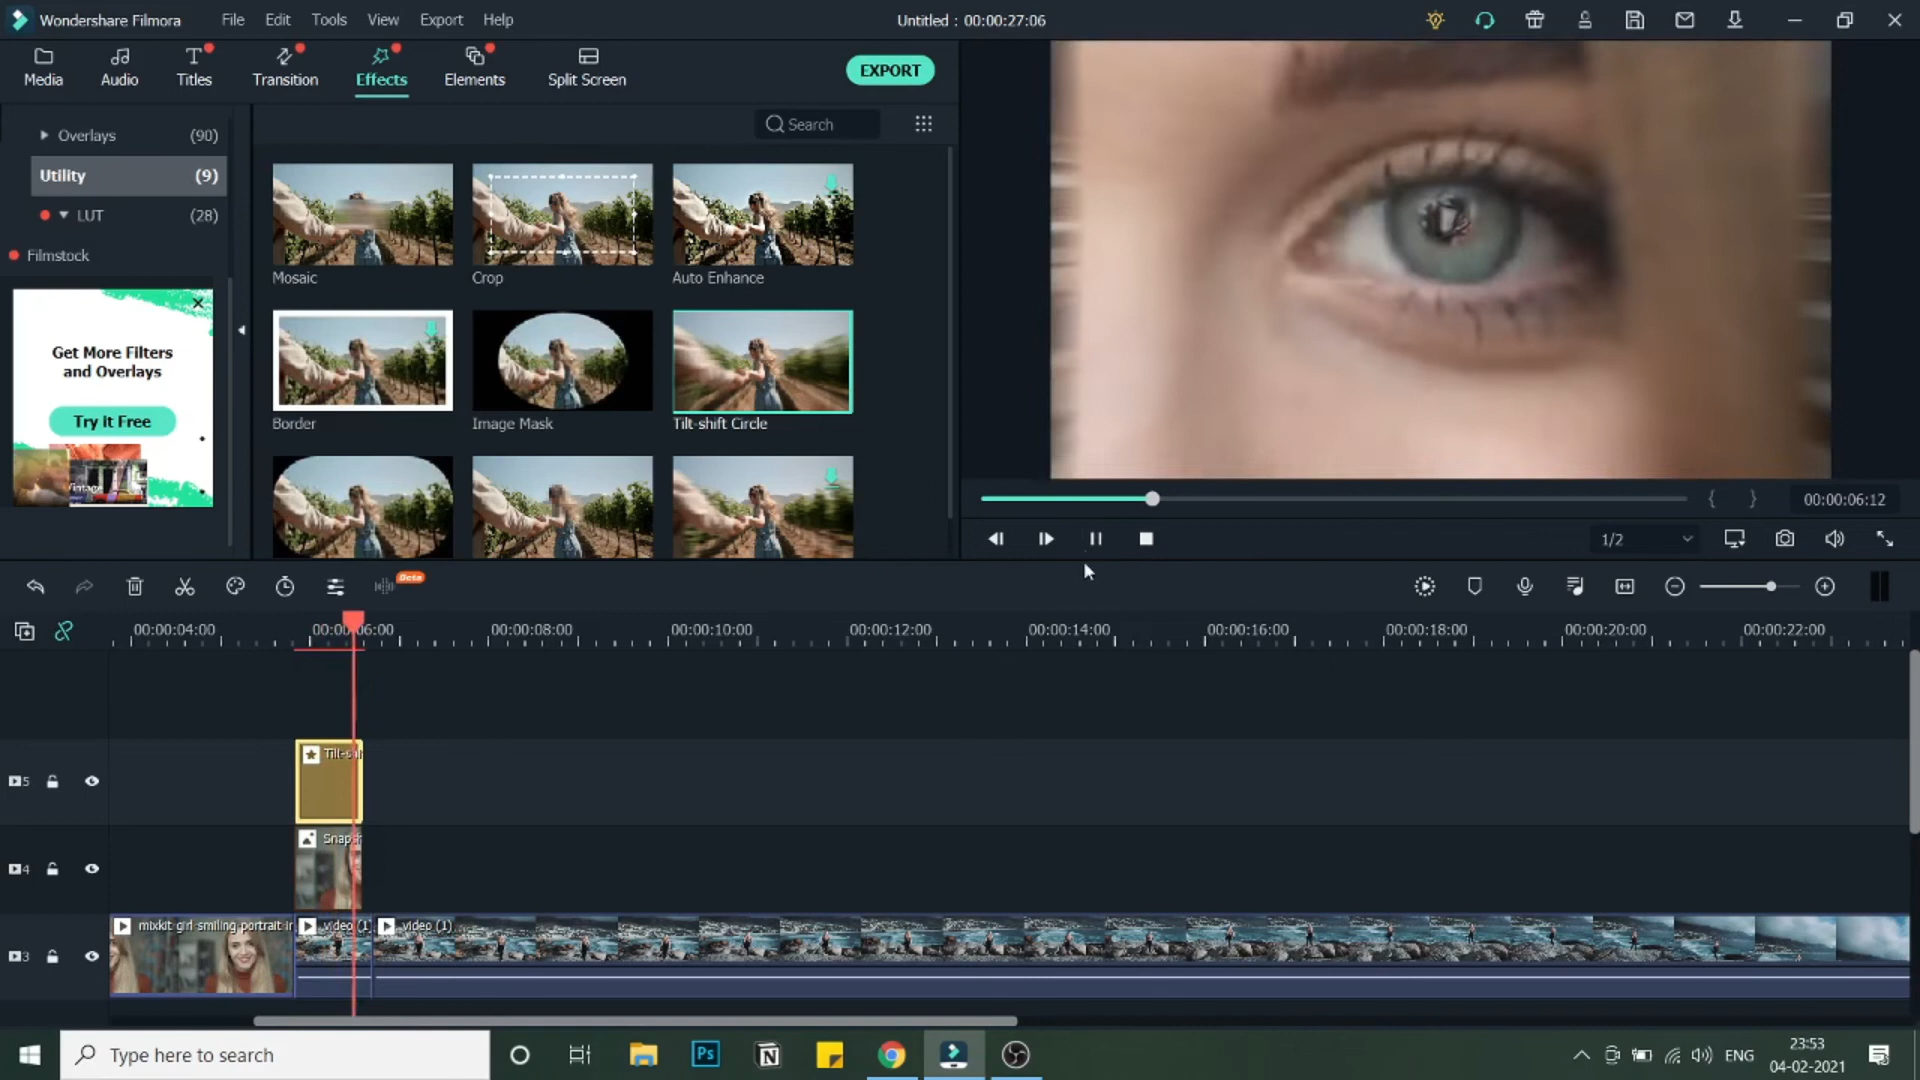 Wondershare Filmora File Edit Tools View Export Help Untitled : 00:00:27:06
Media Audio Titles Transition Effects Elements Split Screen EXPORT
Overlays (90)
Utility (9)
LUT (28)
Filmstock
Search
Mosaic Crop Auto Enhance
Border Image Mask Tilt-shift Circle
Get More Filters
and Overlays
Try It Free
Vintage
00:00:06:12
1/2
Beta
00:00:04:00 00:00:06:00 00:00:08:00 00:00:10:00 00:00:12:00 00:00:14:00 00:00:16:00 00:00:18:00 00:00:20:00 00:00:22:00
5 Tilt-shi
4 Snapsh
3 mixkit-girl-smiling-portrait-i video (1) video (1)
Type here to search Ps N ENG 23:53
04-02-2021